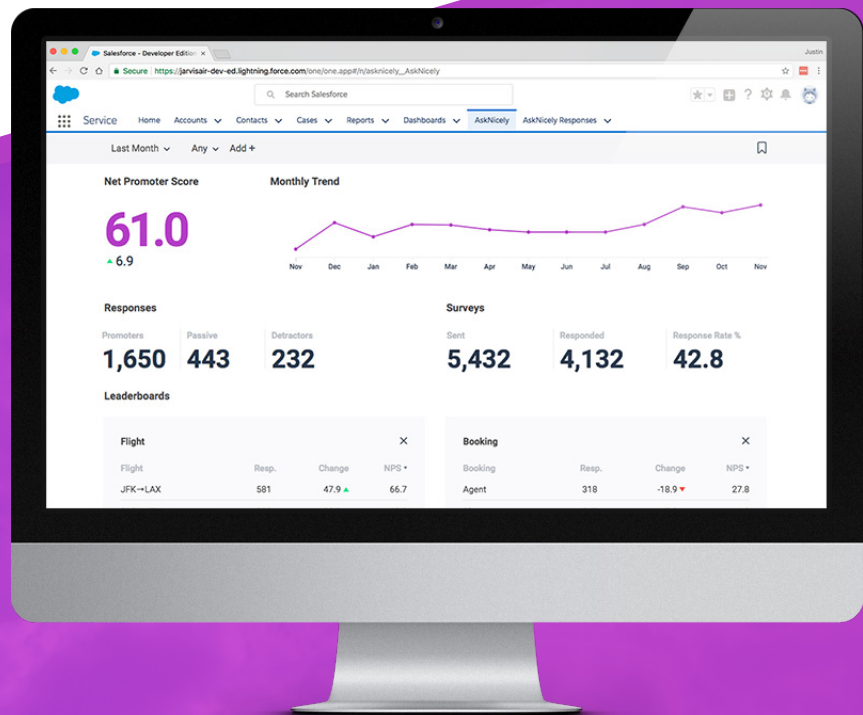 Salesforce - Developer Edition
Justin
Secure https://jarvisair-dev-ed.lightning.force.com/one/one.app#/n/asknicely__AskNicely
Search Salesforce
Service Home Accounts Contacts Cases Reports Dashboards AskNicely AskNicely Responses
Last Month Any Add +
Net Promoter Score Monthly Trend
61.0
6.9
Nov Dec Jan Feb Mar Apr May Jun Jul Aug Sep Oct Nov
Responses Surveys
Promoters Passive Detractors Sent Responded Response Rate %
1,650 443 232 5,432 4,132 42.8
Leaderboards
Flight Booking
Flight Resp. Change NPS Booking Resp. Change NPS
JFK→LAX 581 47.9 66.7 Agent 318 -18.9 27.8